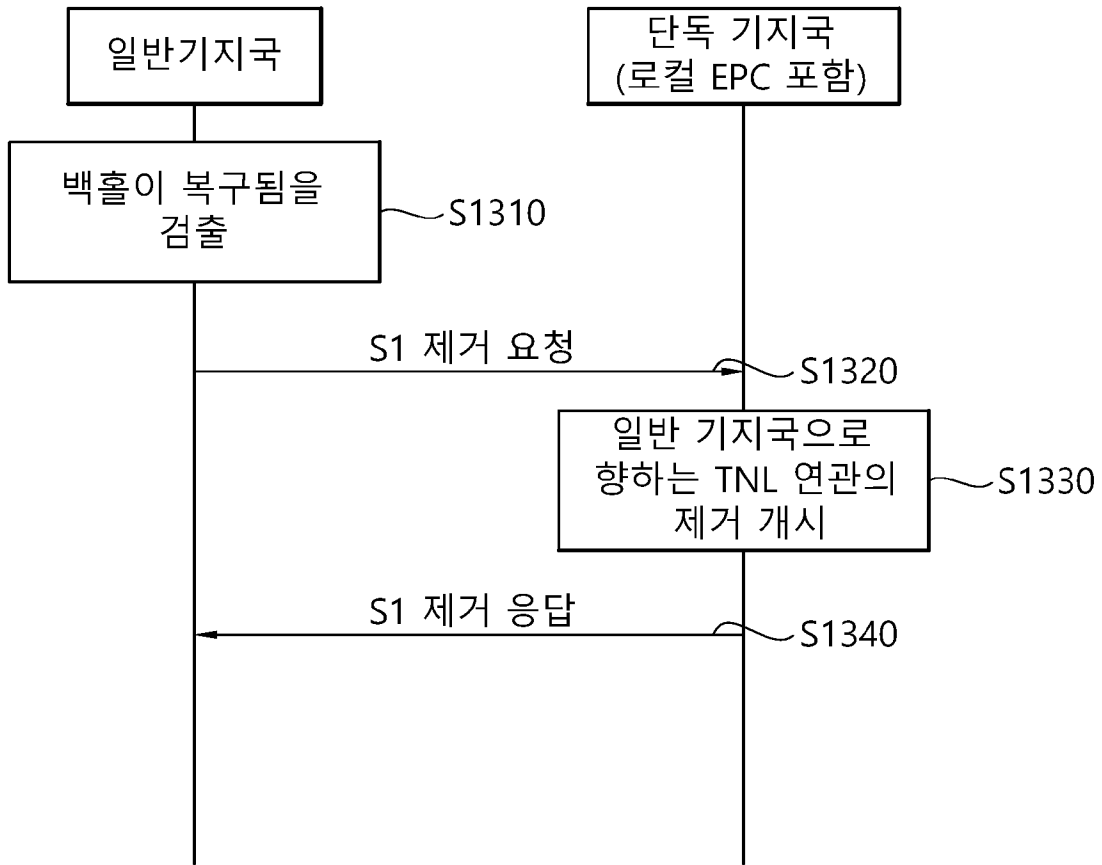 일반기지국
단독 기지국
(로컬 EPC 포함)
백홀이 복구됨을
검출
S1310
S1 제거 요청
S1320
일반 기지국으로
향하는 TNL 연관의
제거 개시
S1330
S1 제거 응답
S1340